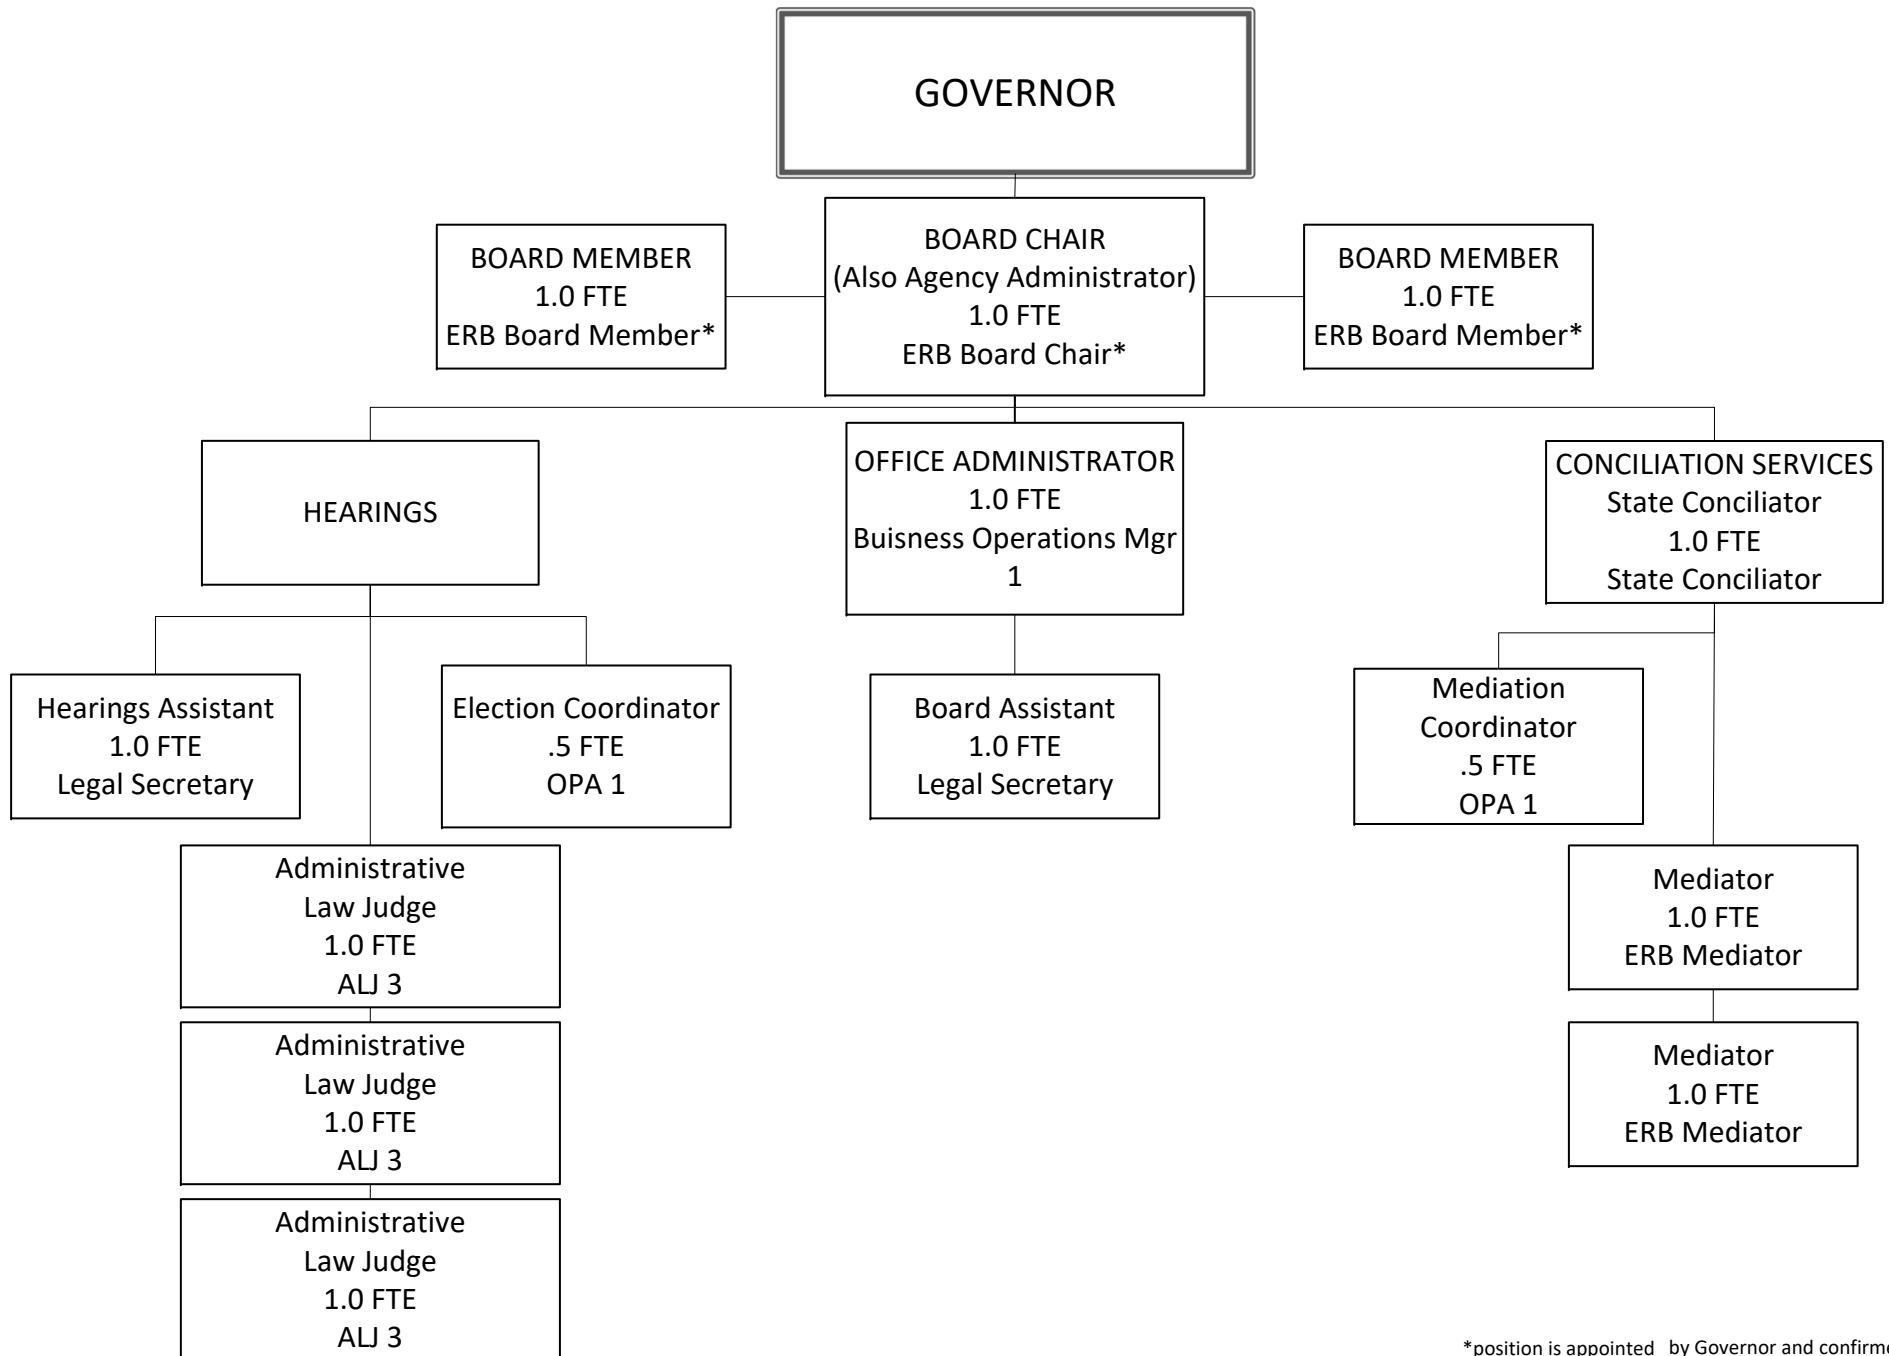 GOVERNOR
BOARD MEMBER
1.0 FTE
ERB Board Member*
BOARD CHAIR
(Also Agency Administrator)
1.0 FTE
ERB Board Chair*
BOARD MEMBER
1.0 FTE
ERB Board Member*
HEARINGS
OFFICE ADMINISTRATOR
1.0 FTE
Buisness Operations Mgr
1
CONCILIATION SERVICES
State Conciliator
1.0 FTE
State Conciliator
Hearings Assistant
1.0 FTE
Legal Secretary
Election Coordinator
.5 FTE
OPA 1
Board Assistant
1.0 FTE
Legal Secretary
Mediation
Coordinator
.5 FTE
OPA 1
Administrative
Law Judge
1.0 FTE
ALJ 3
Mediator
1.0 FTE
ERB Mediator
Administrative
Law Judge
1.0 FTE
ALJ 3
Mediator
1.0 FTE
ERB Mediator
Administrative
Law Judge
1.0 FTE
ALJ 3
*position is appointed by Governor and